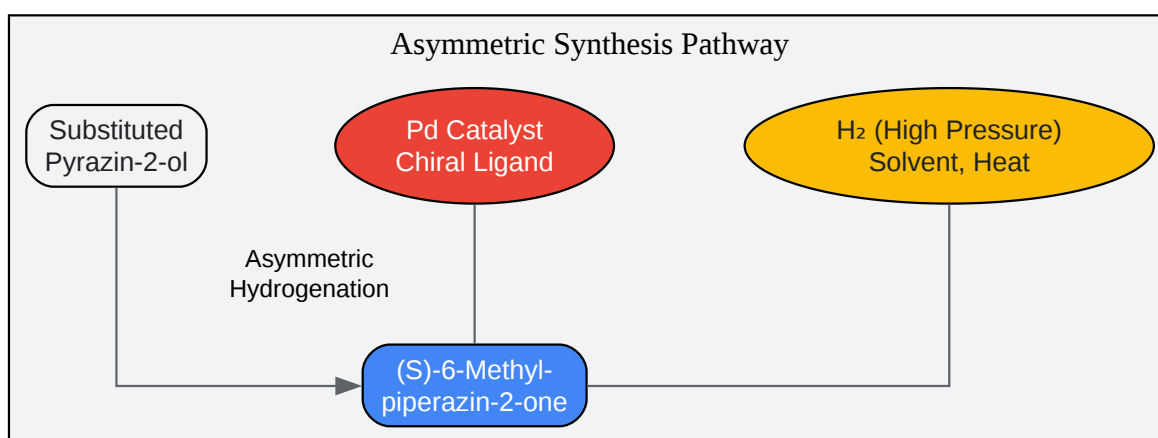 Asymmetric Synthesis Pathway
Substituted
Pyrazin-2-ol
Pd Catalyst
Chiral Ligand
H₂ (High Pressure)
Solvent, Heat
Asymmetric
Hydrogenation
(S)-6-Methyl-
piperazin-2-one